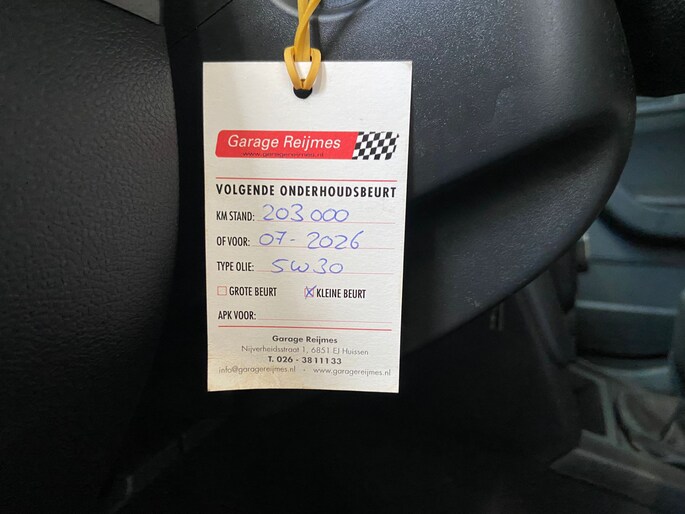 Garage Reijmes
www.garagereijmes.nl
VOLGENDE ONDERHOUDSBEURT
KM STAND: 203 000
OF VOOR: 07 - 2026
TYPE OLIE: 5W30
GROTE BEURT KLEINE BEURT
APK VOOR:
Garage Reijmes
Nijverheidsstraat 1, 6851 EJ Huissen
T. 026 - 3811133
info@garagereijmes.nl - www.garagereijmes.nl